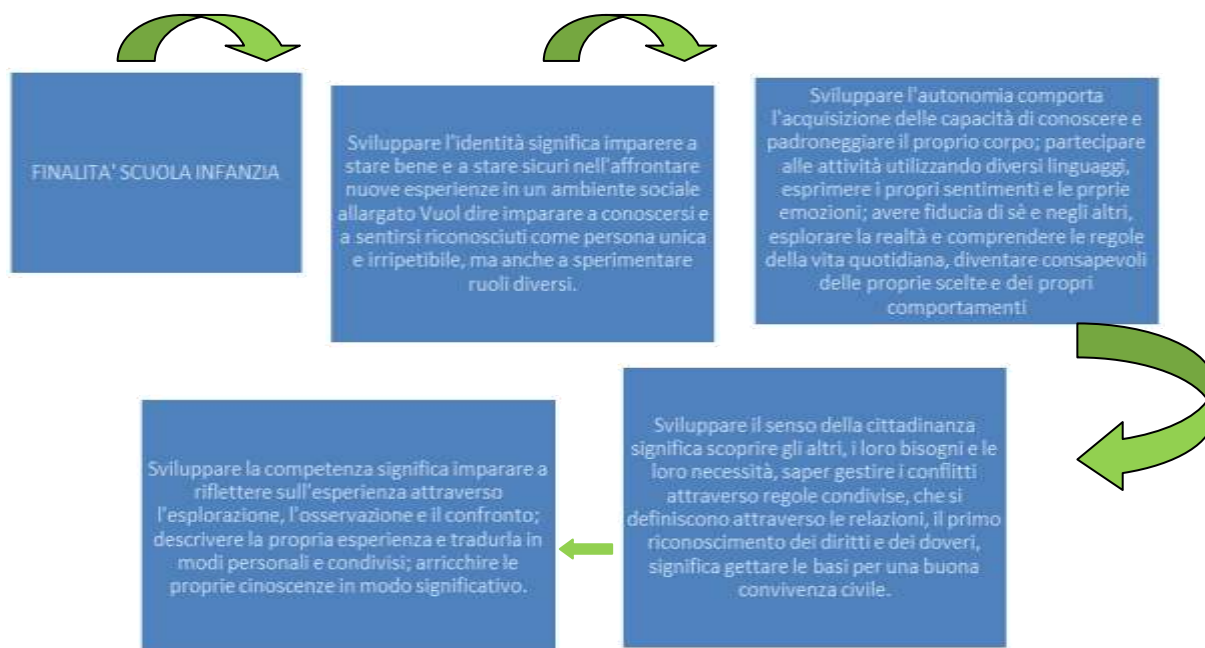 FINALITA' SCUOLA INFANZIA
Sviluppare l'identità significa imparere a
stare bene e a stare sicuri nell'affrontare
nuove esperienze in un ambiente sociale
allargato Vuol dire imparare a conoscersi e
a sentirsi riconosciuti come persona unica
e irripetibile, ma anche a sperimentare
ruoli diversi.
Sviluppare l'autonomia comporta
l'acquisizione delle capacità di conoscere e
padroneggiare il proprio corpo; partecipare
alle attività utilizzando diversi linguaggi,
esprimere i propri sentimenti e le prprie
emozioni; avere fiducia di sè e negli altri,
esplorare la realtà e comprendere le regole
della vita quotidiana, diventare consapevoli
delle proprie scelte e dei propri
comportamenti
Sviluppare il senso della cittadinanza
significa scoprire gli altri, i loro bisogni e le
loro necessità, saper gestire i conflitti
attraverso regole condivise, che si
definiscono attraverso le relazioni, il primo
riconoscimento dei diritti e dei doveri,
significa gettare le basi per una buona
convivenza civile.
Sviluppare la competenza significa imparare a
riflettere sull'esperienza attraverso
l'esplorazione, l'osservazione e il confronto;
descrivere la propria esperienza e tradurla in
modi personali e condivisi; arricchire le
proprie cinoscenze in modo significativo.